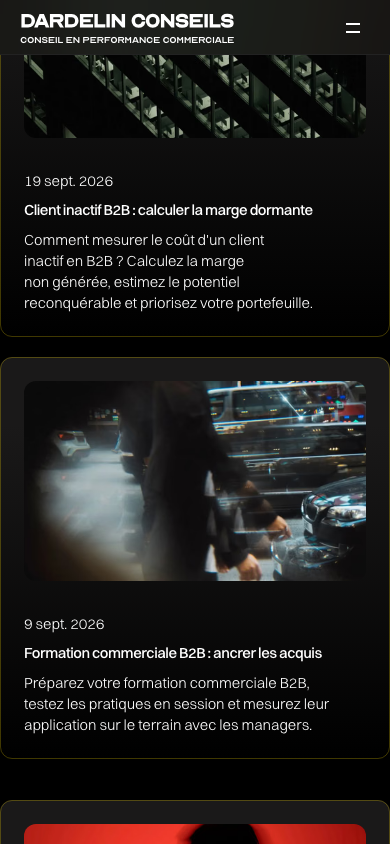 DARDELIN CONSEILS
CONSEIL EN PERFORMANCE COMMERCIALE
19 sept. 2026
Client inactif B2B : calculer la marge dormante
Comment mesurer le coût d'un client
inactif en B2B ? Calculez la marge
non générée, estimez le potentiel
reconquérable et priorisez votre portefeuille.
9 sept. 2026
Formation commerciale B2B : ancrer les acquis
Préparez votre formation commerciale B2B,
testez les pratiques en session et mesurez leur
application sur le terrain avec les managers.